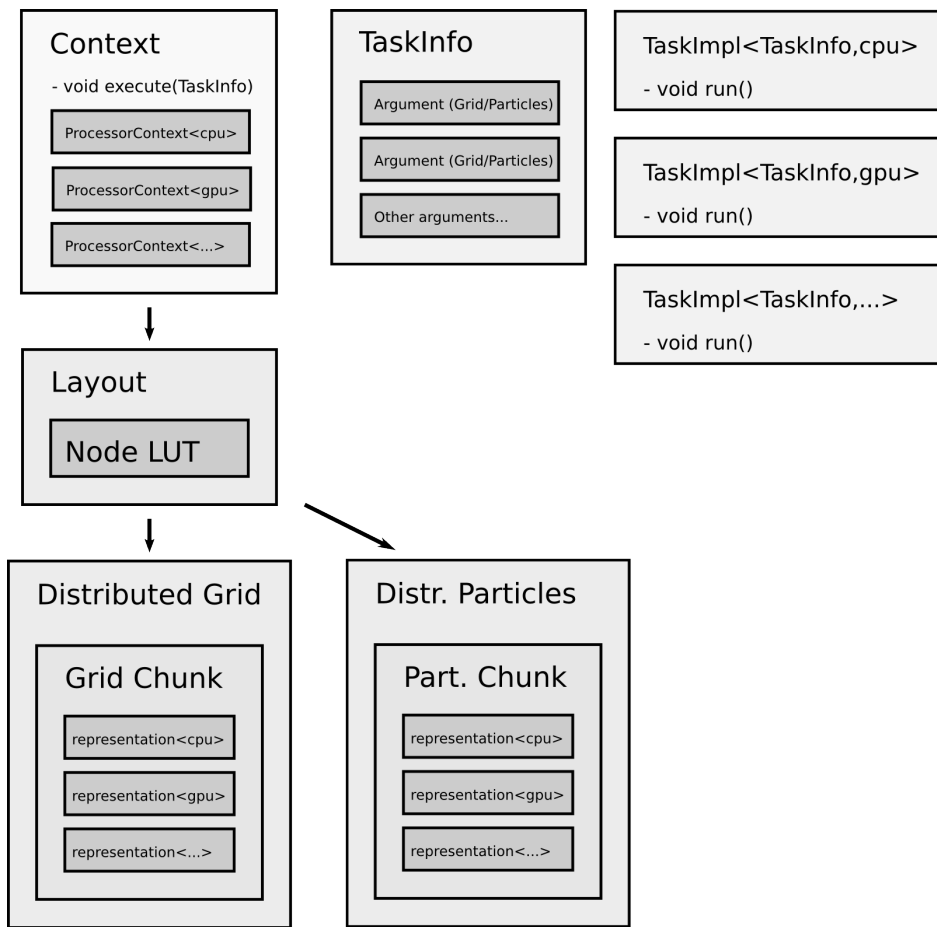 Context
- void execute(TaskInfo)
ProcessorContext<cpu>
ProcessorContext<gpu>
ProcessorContext<...>
TaskInfo
Argument (Grid/Particles)
Argument (Grid/Particles)
Other arguments...
TaskImpl<TaskInfo,cpu>
- void run()
TaskImpl<TaskInfo,gpu>
- void run()
TaskImpl<TaskInfo,...>
- void run()
Layout
Node LUT
Distributed Grid
Grid Chunk
representation<cpu>
representation<gpu>
representation<...>
Distr. Particles
Part. Chunk
representation<cpu>
representation<gpu>
representation<...>